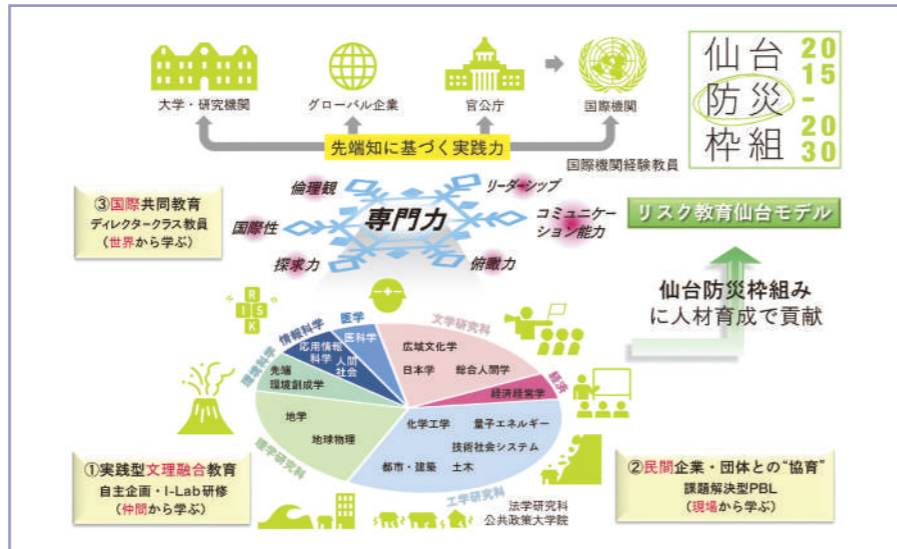 大学・研究機関
グローバル企業
官公庁
国際機関
仙台
防災
枠組
2015-2030
先端知に基づく実践力
国際機関経験教員
③国際共同教育
ディレクタークラス教員
(世界から学ぶ)
倫理観
リーダーシップ
国際性
専門力
コミュニケー
ション能力
探求力
俯瞰力
リスク教育仙台モデル
仙台防災枠組み
に人材育成で貢献
RISK
環境科学
情報科学
医学
文学研究科
経済
理学研究科
工学研究科
応用情報
科学
人間
社会
医科学
広域文化学
日本学
総合人間学
経済経営学
先端
環境創成学
地学
地球物理
化学工学
量子エネルギー
技術社会システム
都市・建築
土木
①実践型文理融合教育
自主企画・I-Lab研修
(仲間から学ぶ)
②民間企業・団体との“協育”
課題解決型PBL
(現場から学ぶ)
法学研究科
公共政策大学院